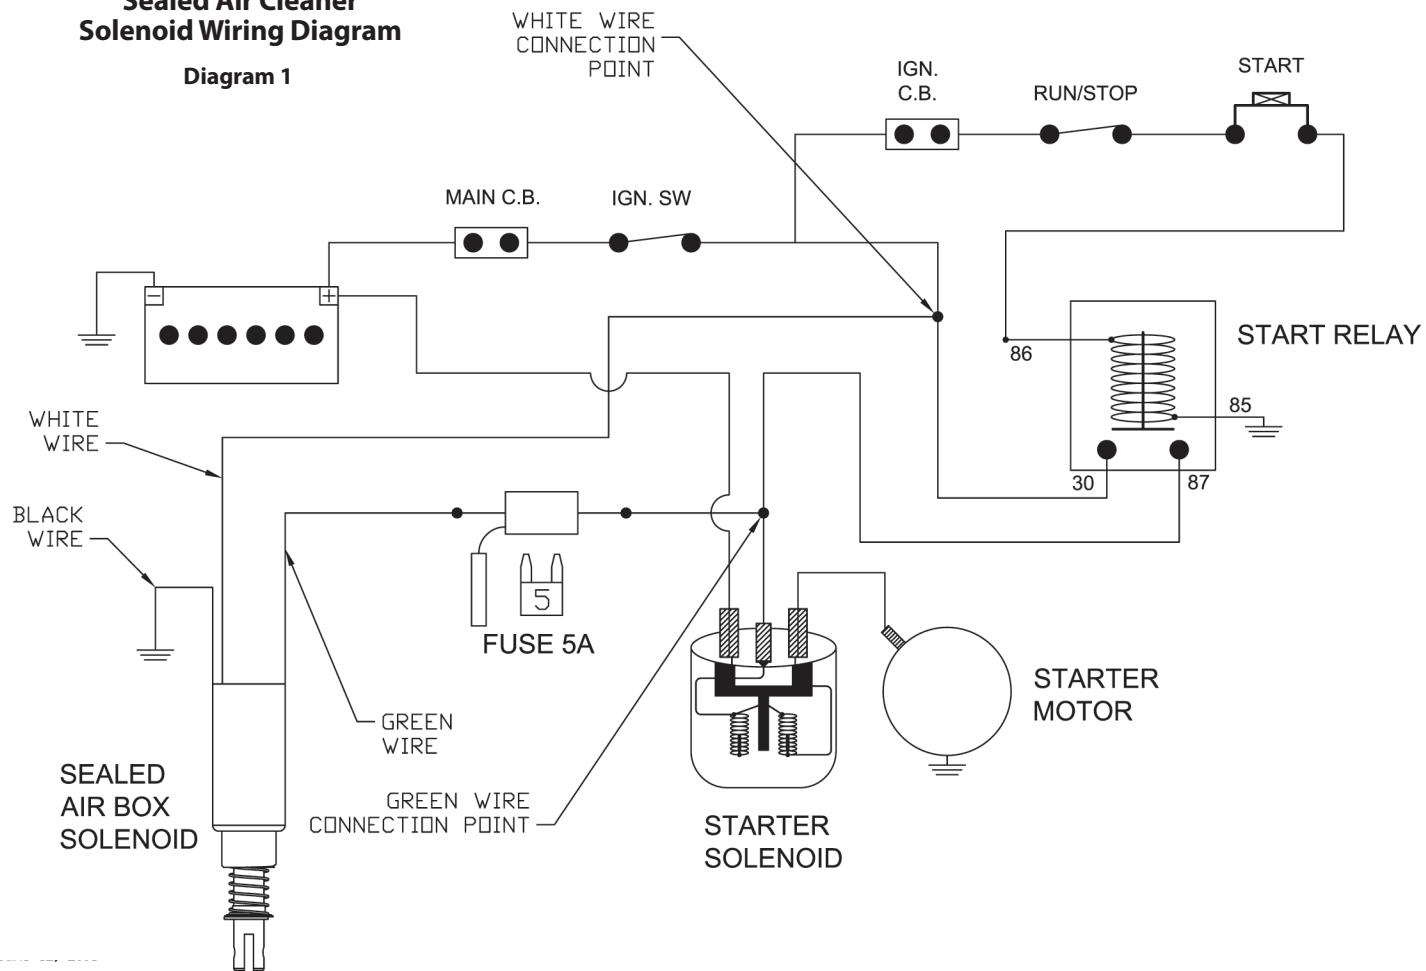 Sealed Air Cleaner
Solenoid Wiring Diagram
Diagram 1
WHITE WIRE
CONNECTION
POINT
IGN.
C.B.
RUN/STOP
START
MAIN C.B.
IGN. SW
START RELAY
86
85
30
87
WHITE
WIRE
BLACK
WIRE
5
FUSE 5A
GREEN
WIRE
SEALED
AIR BOX
SOLENOID
GREEN WIRE
CONNECTION POINT
STARTER
SOLENOID
STARTER
MOTOR